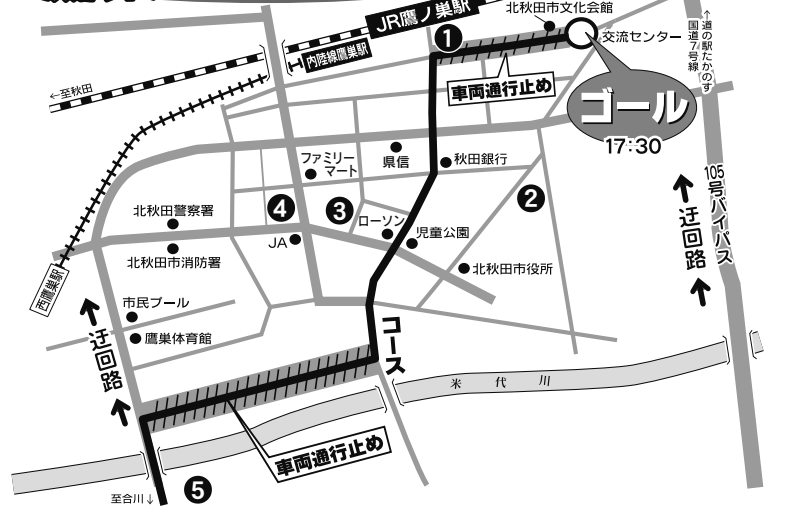 JR鷹ノ巣駅
内陸線鷹巣駅
北秋田市文化会館
交流センター
↑道の駅たかのす
国道7号線
❶
車両通行止め
ゴール
17:30
←至秋田
ファミリーマート
県信
秋田銀行
105号バイパス
迂回路
❷
❸
❹
北秋田警察署
北秋田市消防署
JA
ローソン
児童公園
北秋田市役所
西鷹巣駅
市民プール
鷹巣体育館
迂回路
コース
米代川
車両通行止め
❺
至合川↓